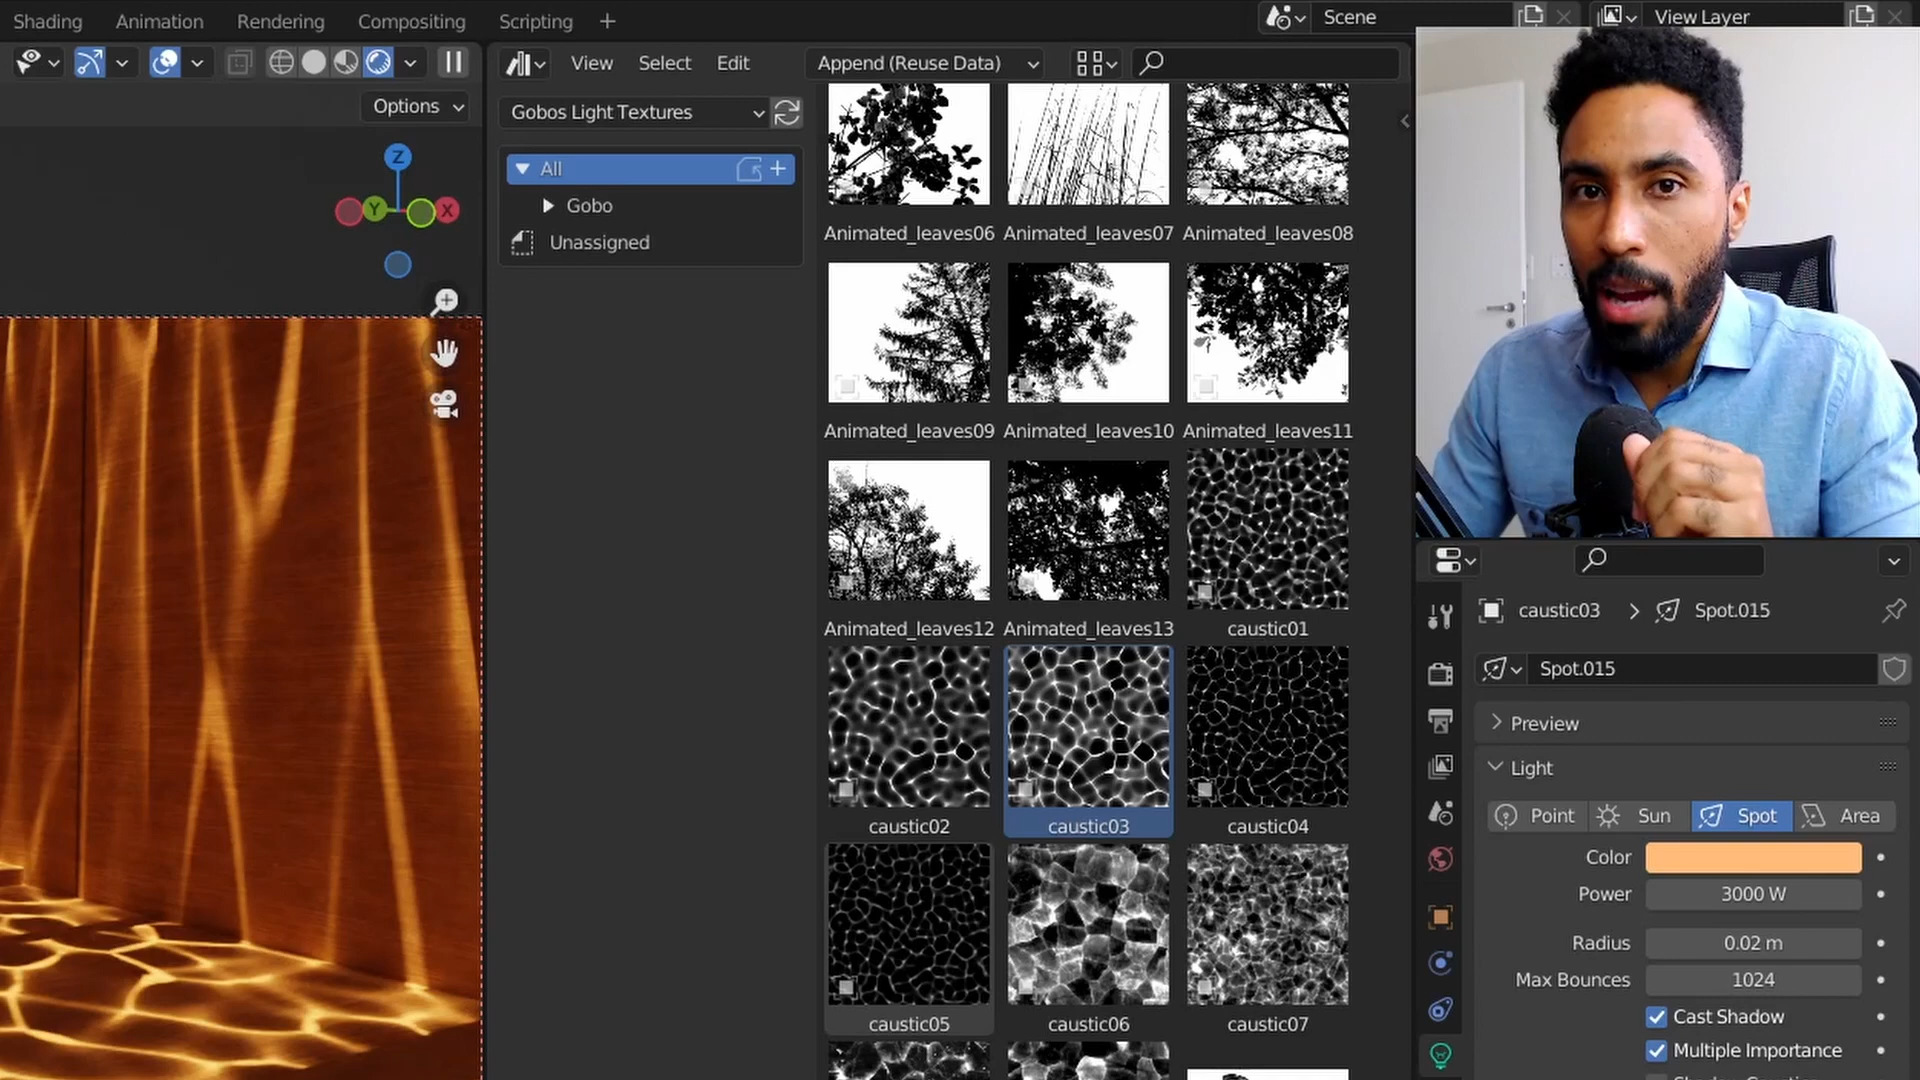 Shading Animation Rendering Compositing Scripting +
Scene
View Layer
View Select Edit
Append (Reuse Data)
Options
Gobos Light Textures
All
Gobo
Unassigned
Z
Y
X
Animated_leaves06 Animated_leaves07 Animated_leaves08
Animated_leaves09 Animated_leaves10 Animated_leaves11
Animated_leaves12 Animated_leaves13 caustic01
caustic02 caustic03 caustic04
caustic05 caustic06 caustic07
caustic03 > Spot.015
Spot.015
Preview
Light
Point Sun Spot Area
Color
Power 3000 W
Radius 0.02 m
Max Bounces 1024
Cast Shadow
Multiple Importance